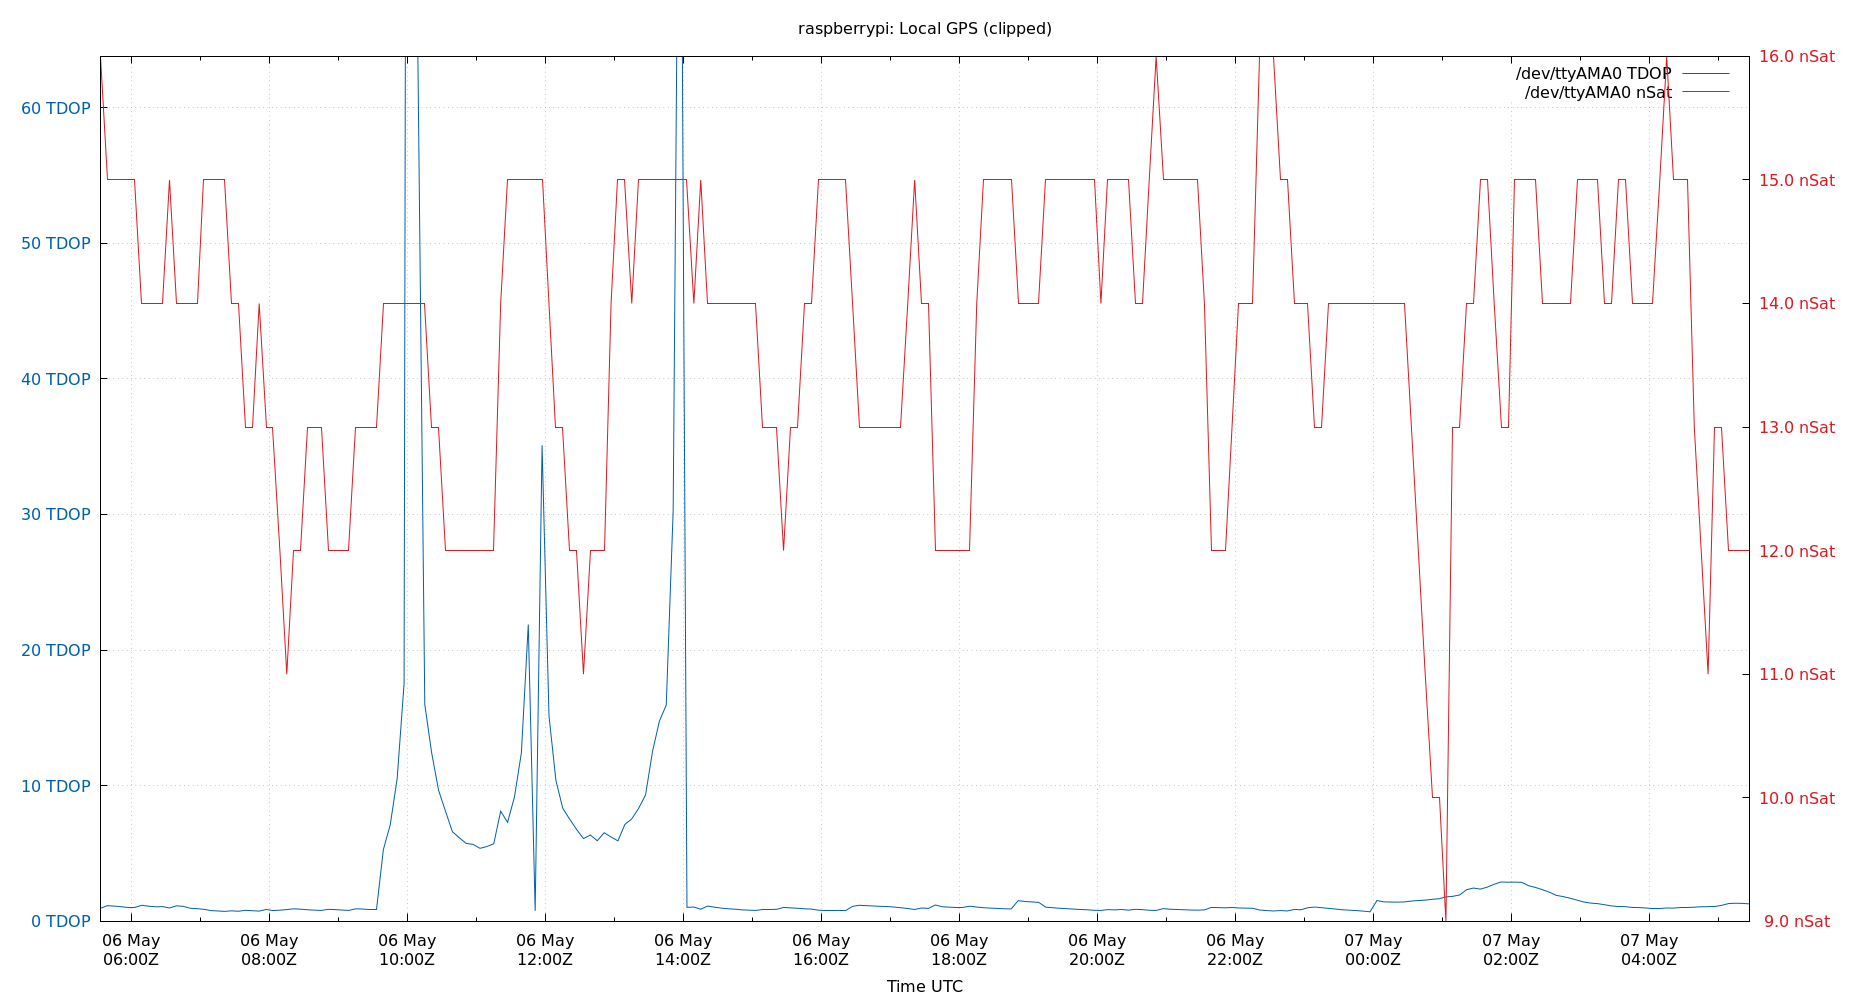 raspberrypi: Local GPS (clipped)
/dev/ttyAMA0 TDOP
/dev/ttyAMA0 nSat
60 TDOP
50 TDOP
40 TDOP
30 TDOP
20 TDOP
10 TDOP
0 TDOP
16.0 nSat
15.0 nSat
14.0 nSat
13.0 nSat
12.0 nSat
11.0 nSat
10.0 nSat
9.0 nSat
06 May 06 May 06 May 06 May 06 May 06 May 06 May 06 May 06 May 07 May 07 May 07 May
06:00Z 08:00Z 10:00Z 12:00Z 14:00Z 16:00Z 18:00Z 20:00Z 22:00Z 00:00Z 02:00Z 04:00Z
Time UTC